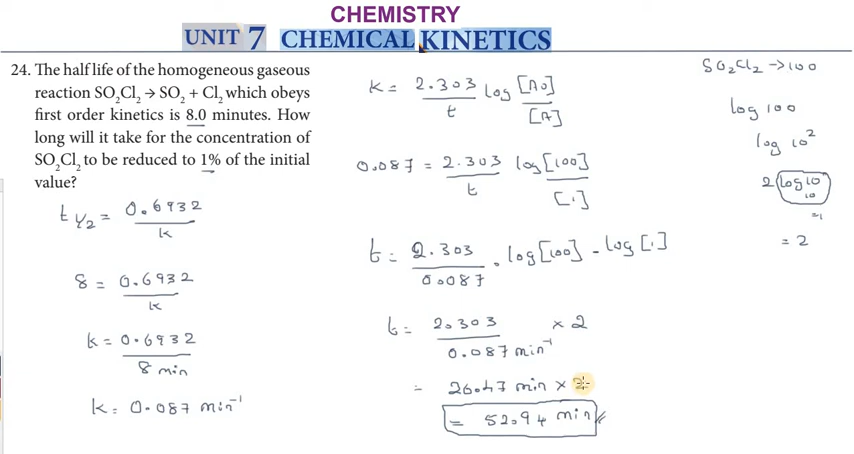 CHEMISTRY
UNIT 7 CHEMICAL KINETICS
24. The half life of the homogeneous gaseous
reaction SO₂Cl₂ → SO₂ + Cl₂ which obeys
first order kinetics is 8.0 minutes. How
long will it take for the concentration of
SO₂Cl₂ to be reduced to 1% of the initial
value?
t ½ = 0.6932 / k
8 = 0.6932 / k
k = 0.6932 / 8 min
k = 0.087 min⁻¹
k = 2.303 / t log [A0] / [A]
0.087 = 2.303 / t log [100] / [1]
t = 2.303 / 0.087 . log [100] - log [1]
t = 2.303 / 0.087 min⁻¹ × 2
= 26.47 min × 2
= 52.94 min
SO₂Cl₂ → 100
log 100
log 10²
2 log 10 10
=1
= 2